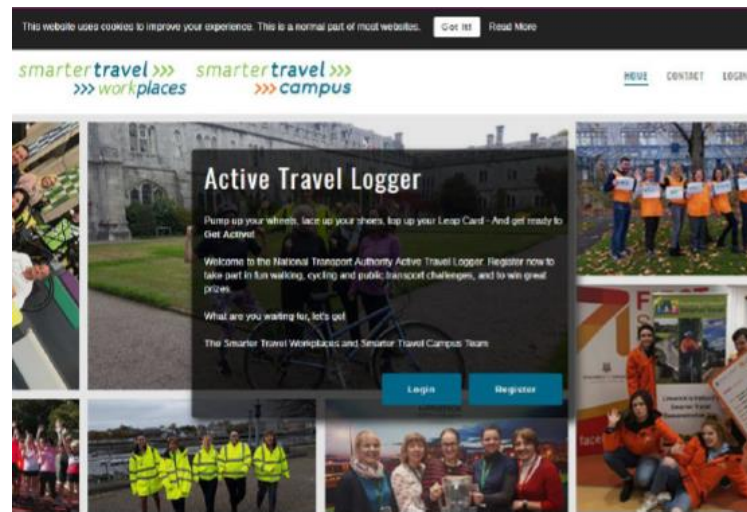 This website uses cookies to improve your experience. This is a normal part of most websites. Got It! Read More
smartertravel >>> smartertravel >>>
>>> workplaces >>> campus
HOME CONTACT LOGIN
Active Travel Logger
Pump up your wheels, lace up your shoes, top up your Leap Card - And get ready to
Get Active!
Welcome to the National Transport Authority Active Travel Logger. Register now to
take part in fun walking, cycling and public transport challenges, and to win great
prizes.
What are you waiting for, let's go!
The Smarter Travel Workplaces and Smarter Travel Campus Team
Login Register